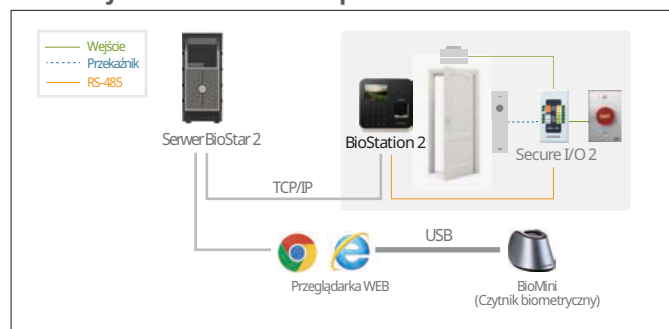 Wejście
Przekaźnik
RS-485
Serwer BioStar 2
BioStation 2
Secure I/O 2
TCP/IP
USB
Przeglądarka WEB
BioMini
(Czytnik biometryczny)